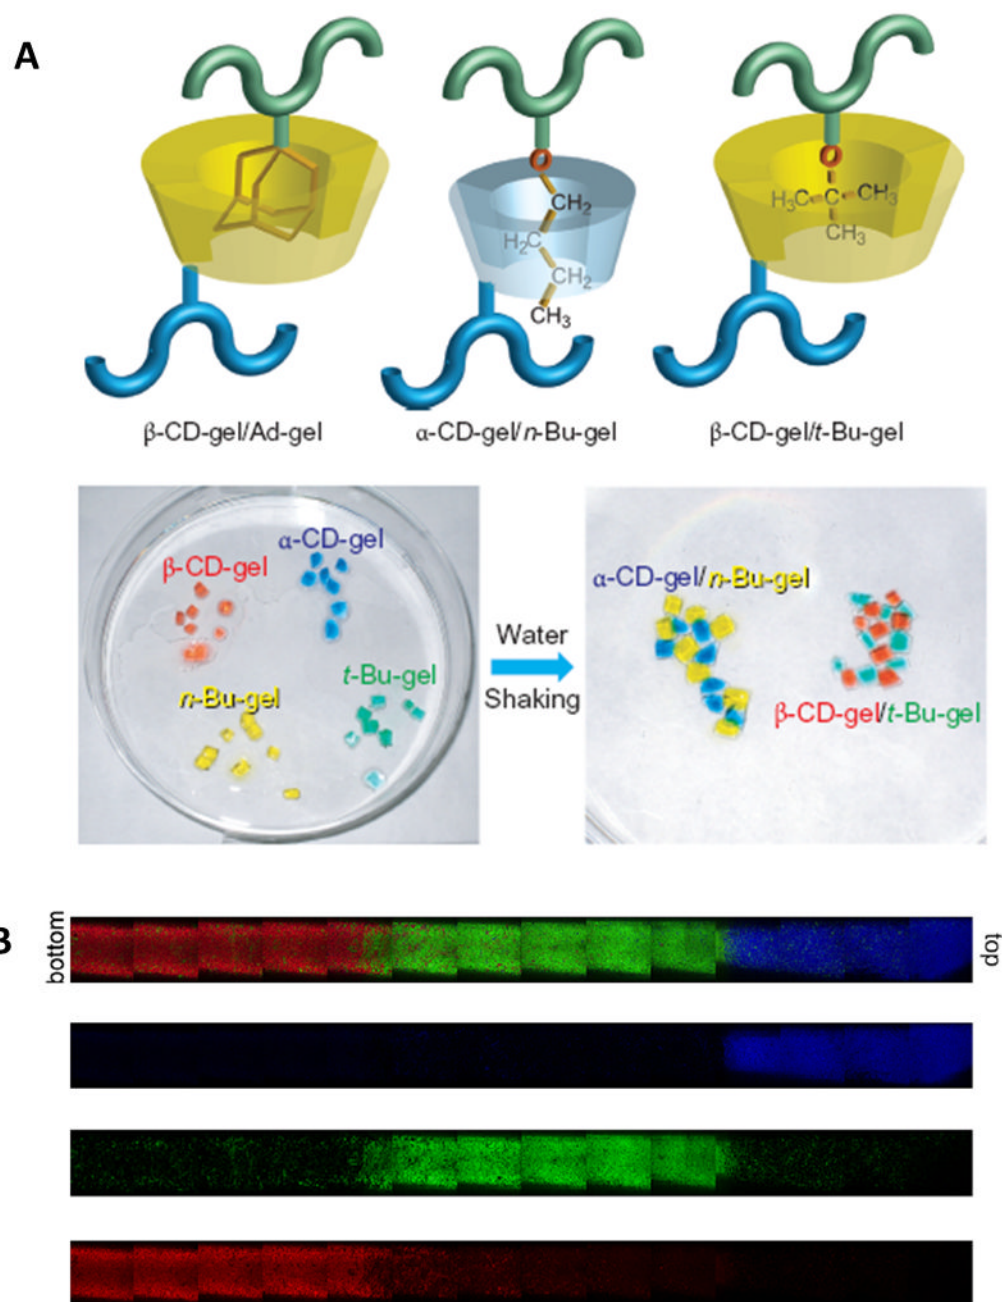 A
O
CH2
H2C
CH2
CH3
O
H3C C CH3
CH3
β-CD-gel/Ad-gel
α-CD-gel/n-Bu-gel
β-CD-gel/t-Bu-gel
β-CD-gel
α-CD-gel
n-Bu-gel
t-Bu-gel
Water
Shaking
α-CD-gel/n-Bu-gel
β-CD-gel/t-Bu-gel
B
bottom
top